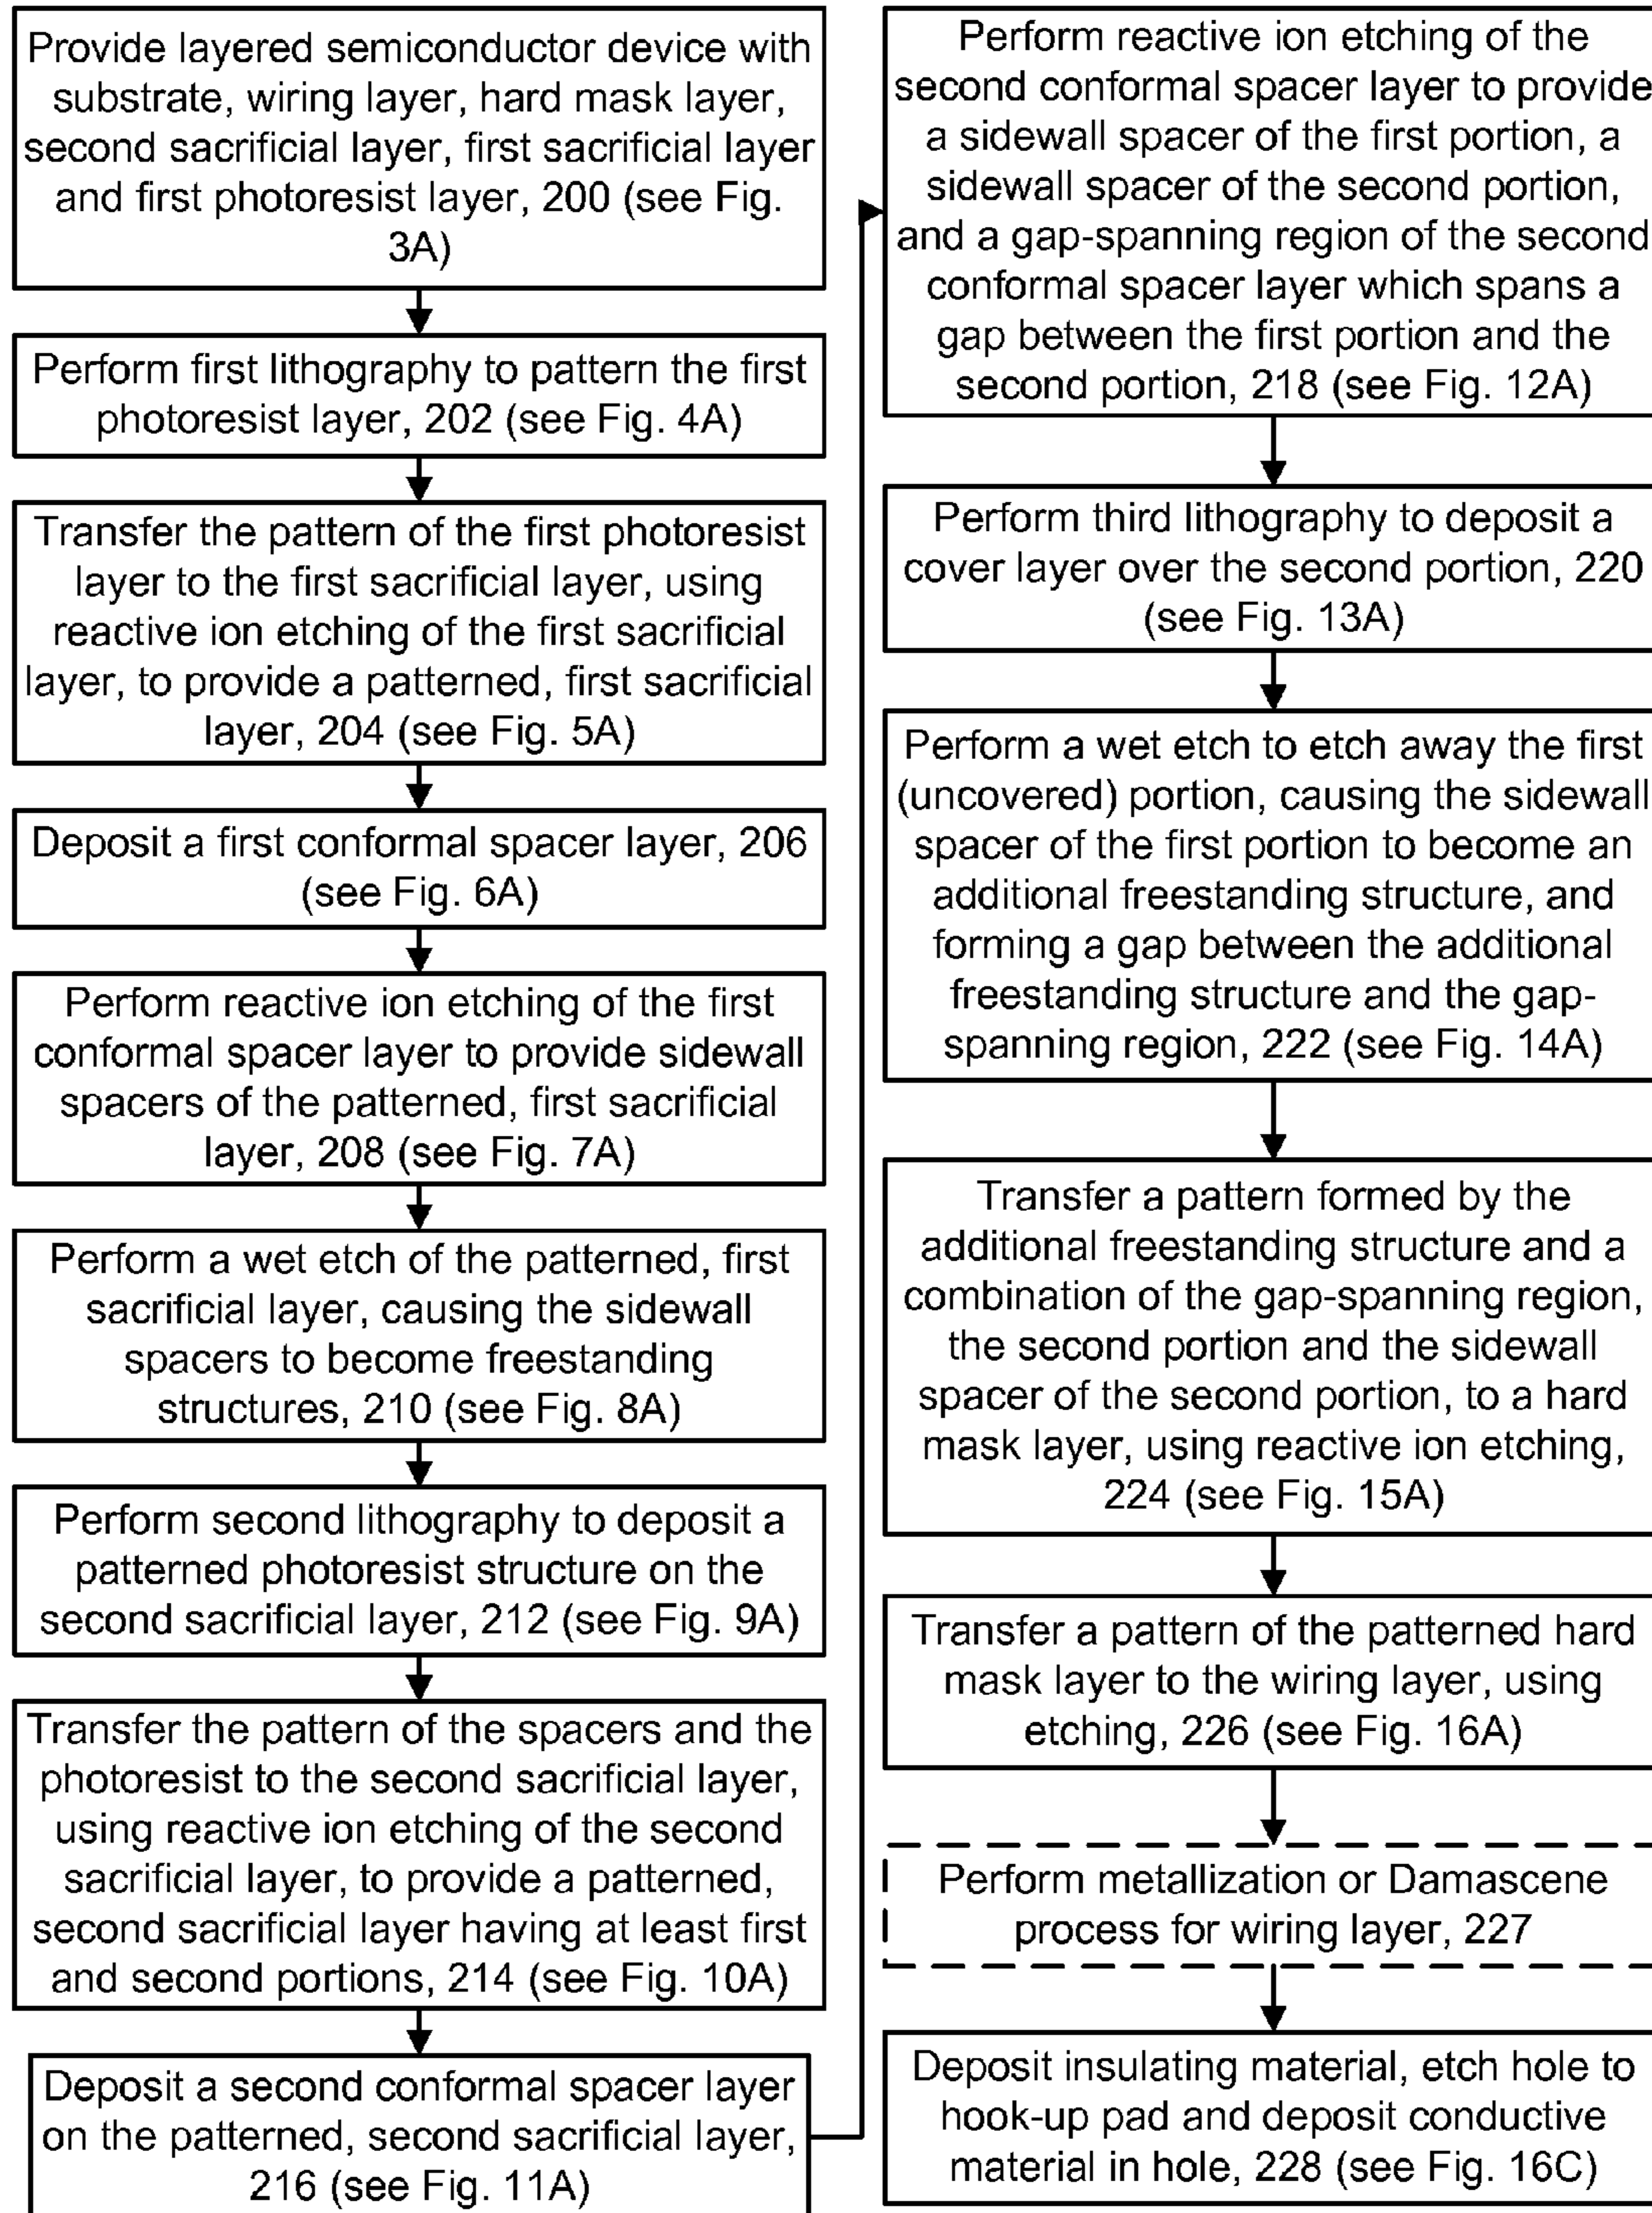 Provide layered semiconductor device with
substrate, wiring layer, hard mask layer,
second sacrificial layer, first sacrificial layer
and first photoresist layer, 200 (see Fig.
3A)
Perform first lithography to pattern the first
photoresist layer, 202 (see Fig. 4A)
Transfer the pattern of the first photoresist
layer to the first sacrificial layer, using
reactive ion etching of the first sacrificial
layer, to provide a patterned, first sacrificial
layer, 204 (see Fig. 5A)
Deposit a first conformal spacer layer, 206
(see Fig. 6A)
Perform reactive ion etching of the first
conformal spacer layer to provide sidewall
spacers of the patterned, first sacrificial
layer, 208 (see Fig. 7A)
Perform a wet etch of the patterned, first
sacrificial layer, causing the sidewall
spacers to become freestanding
structures, 210 (see Fig. 8A)
Perform second lithography to deposit a
patterned photoresist structure on the
second sacrificial layer, 212 (see Fig. 9A)
Transfer the pattern of the spacers and the
photoresist to the second sacrificial layer,
using reactive ion etching of the second
sacrificial layer, to provide a patterned,
second sacrificial layer having at least first
and second portions, 214 (see Fig. 10A)
Deposit a second conformal spacer layer
on the patterned, second sacrificial layer,
216 (see Fig. 11A)
Perform reactive ion etching of the
second conformal spacer layer to provide
a sidewall spacer of the first portion, a
sidewall spacer of the second portion,
and a gap-spanning region of the second
conformal spacer layer which spans a
gap between the first portion and the
second portion, 218 (see Fig. 12A)
Perform third lithography to deposit a
cover layer over the second portion, 220
(see Fig. 13A)
Perform a wet etch to etch away the first
(uncovered) portion, causing the sidewall
spacer of the first portion to become an
additional freestanding structure, and
forming a gap between the additional
freestanding structure and the gap-
spanning region, 222 (see Fig. 14A)
Transfer a pattern formed by the
additional freestanding structure and a
combination of the gap-spanning region,
the second portion and the sidewall
spacer of the second portion, to a hard
mask layer, using reactive ion etching,
224 (see Fig. 15A)
Transfer a pattern of the patterned hard
mask layer to the wiring layer, using
etching, 226 (see Fig. 16A)
Perform metallization or Damascene
process for wiring layer, 227
Deposit insulating material, etch hole to
hook-up pad and deposit conductive
material in hole, 228 (see Fig. 16C)